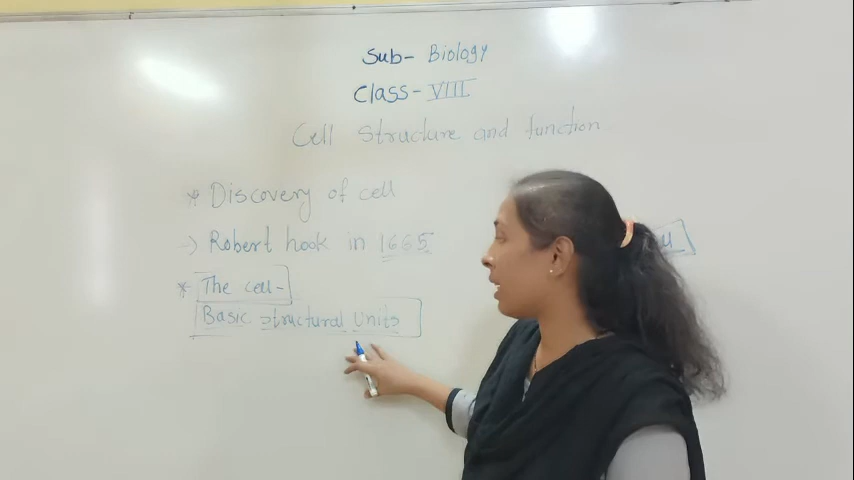 Sub- Biology
Class- VIII
Cell Structure and function
* Discovery of cell
-> Robert hook in 1665
* The cell-
Basic structural Units